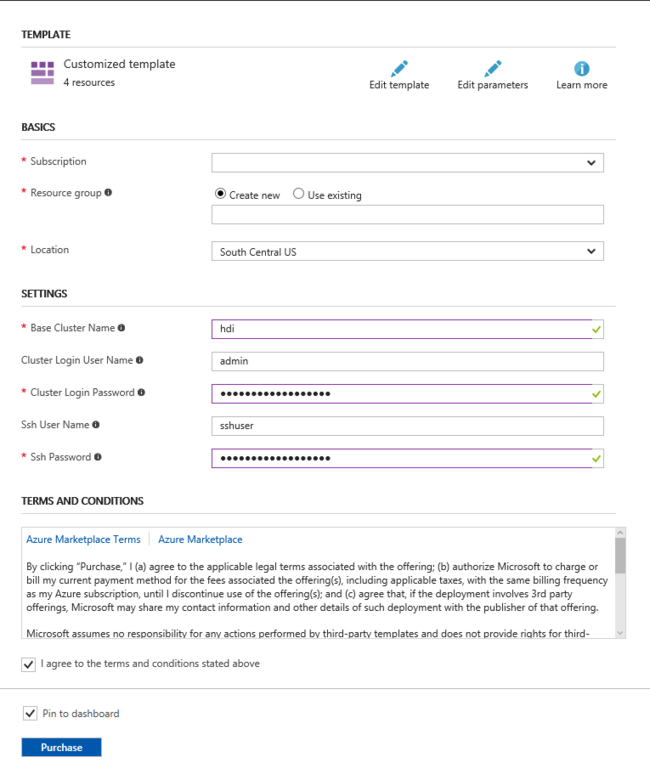 TEMPLATE
Customized template
4 resources
Edit template
Edit parameters
Learn more
BASICS
* Subscription
* Resource group
Create new
Use existing
* Location
South Central US
SETTINGS
* Base Cluster Name
hdi
Cluster Login User Name
admin
* Cluster Login Password
••••••••••••••••••
Ssh User Name
sshuser
* Ssh Password
••••••••••••••••••
TERMS AND CONDITIONS
Azure Marketplace Terms
Azure Marketplace
By clicking “Purchase,” I (a) agree to the applicable legal terms associated with the offering; (b) authorize Microsoft to charge or
bill my current payment method for the fees associated the offering(s), including applicable taxes, with the same billing frequency
as my Azure subscription, until I discontinue use of the offering(s); and (c) agree that, if the deployment involves 3rd party
offerings, Microsoft may share my contact information and other details of such deployment with the publisher of that offering.
Microsoft assumes no responsibility for any actions performed by third-party templates and does not provide rights for third-
I agree to the terms and conditions stated above
Pin to dashboard
Purchase